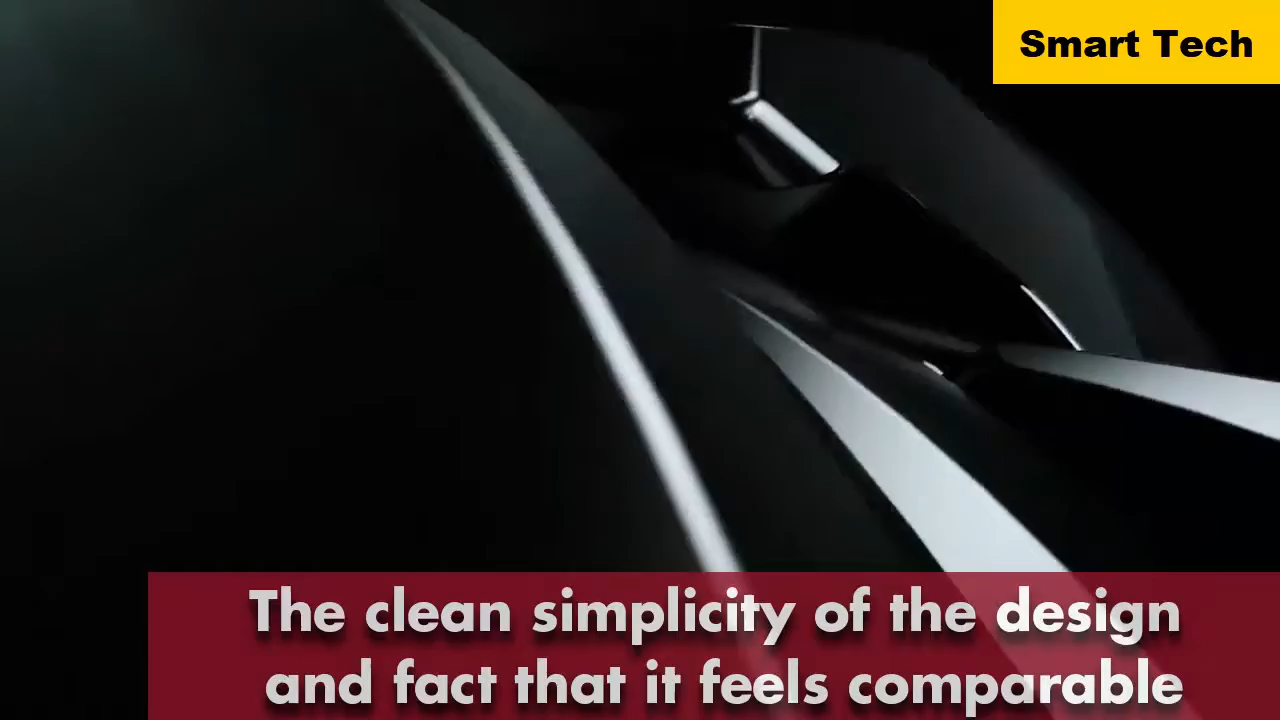 Smart Tech
The clean simplicity of the design
and fact that it feels comparable